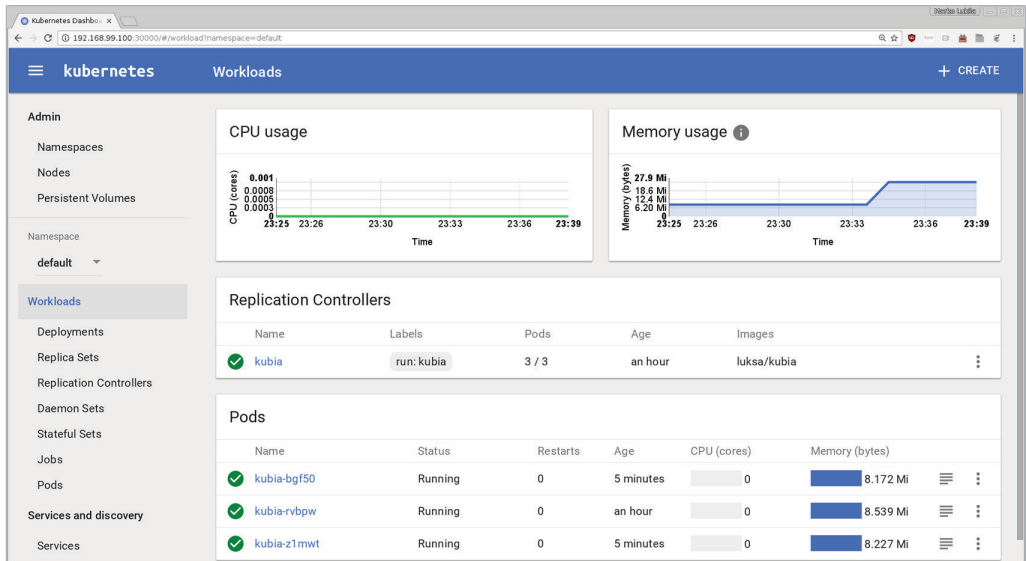 Marko Lukša
Kubernetes Dashbo x
192.168.99.100:30000/#/workload?namespace=default
kubernetes Workloads + CREATE
Admin
Namespaces
Nodes
Persistent Volumes
Namespace
default
Workloads
Deployments
Replica Sets
Replication Controllers
Daemon Sets
Stateful Sets
Jobs
Pods
Services and discovery
Services
CPU usage
CPU (cores)
0.001
0.0008
0.0005
0.0003
0
23:25 23:26 23:30 23:33 23:36 23:39
Time
Memory usage
Memory (bytes)
27.9 Mi
18.6 Mi
12.4 Mi
6.20 Mi
0
23:25 23:26 23:30 23:33 23:36 23:39
Time
Replication Controllers
Name Labels Pods Age Images
kubia run: kubia 3 / 3 an hour luksa/kubia
Pods
Name Status Restarts Age CPU (cores) Memory (bytes)
kubia-bgf50 Running 0 5 minutes 0 8.172 Mi
kubia-rvbpw Running 0 an hour 0 8.539 Mi
kubia-z1mwt Running 0 5 minutes 0 8.227 Mi